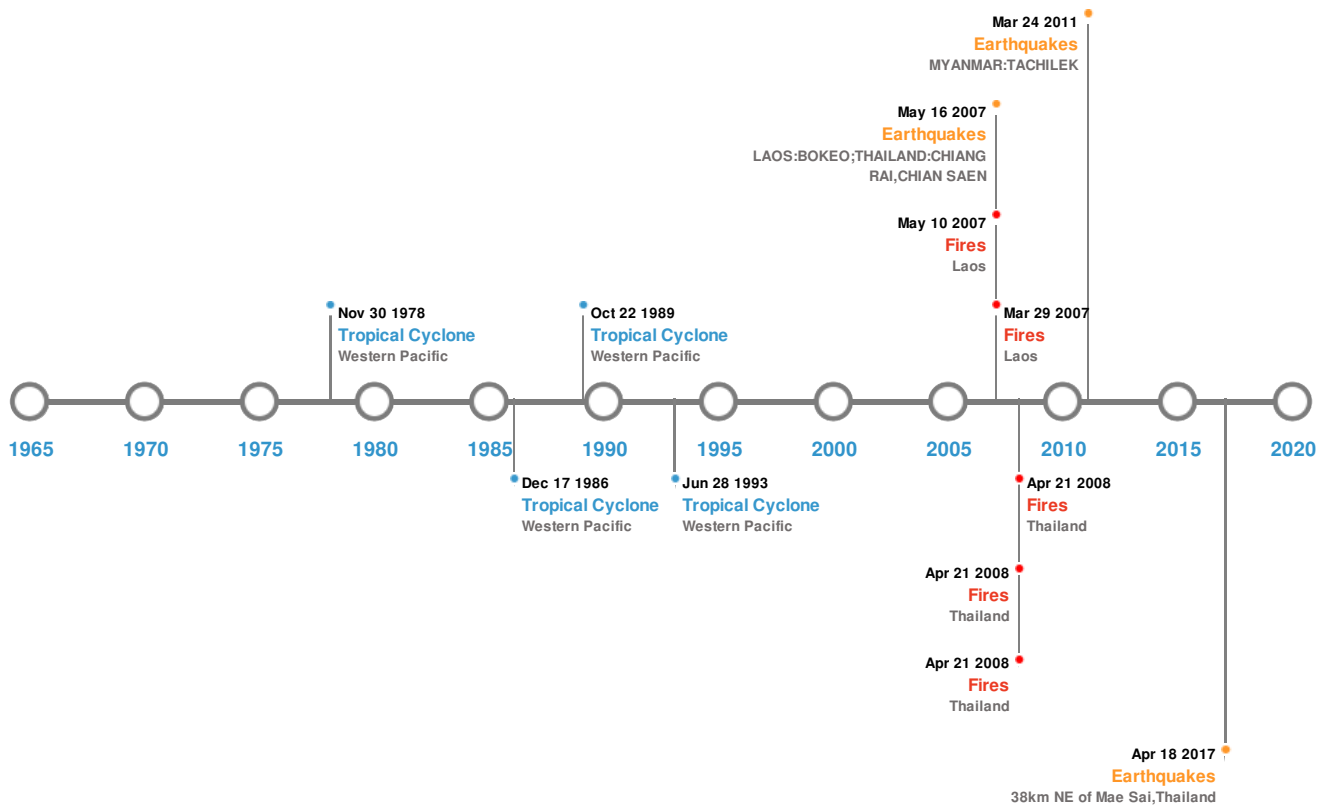 Mar 24 2011
Earthquakes
MYANMAR:TACHILEK
May 16 2007
Earthquakes
LAOS:BOKEO;THAILAND:CHIANG
RAI,CHIAN SAEN
May 10 2007
Fires
Laos
Nov 30 1978
Tropical Cyclone
Western Pacific
Oct 22 1989
Tropical Cyclone
Western Pacific
Mar 29 2007
Fires
Laos
1965
1970
1975
1980
1985
1990
1995
2000
2005
2010
2015
2020
Dec 17 1986
Tropical Cyclone
Western Pacific
Jun 28 1993
Tropical Cyclone
Western Pacific
Apr 21 2008
Fires
Thailand
Apr 21 2008
Fires
Thailand
Apr 21 2008
Fires
Thailand
Apr 18 2017
Earthquakes
38km NE of Mae Sai,Thailand